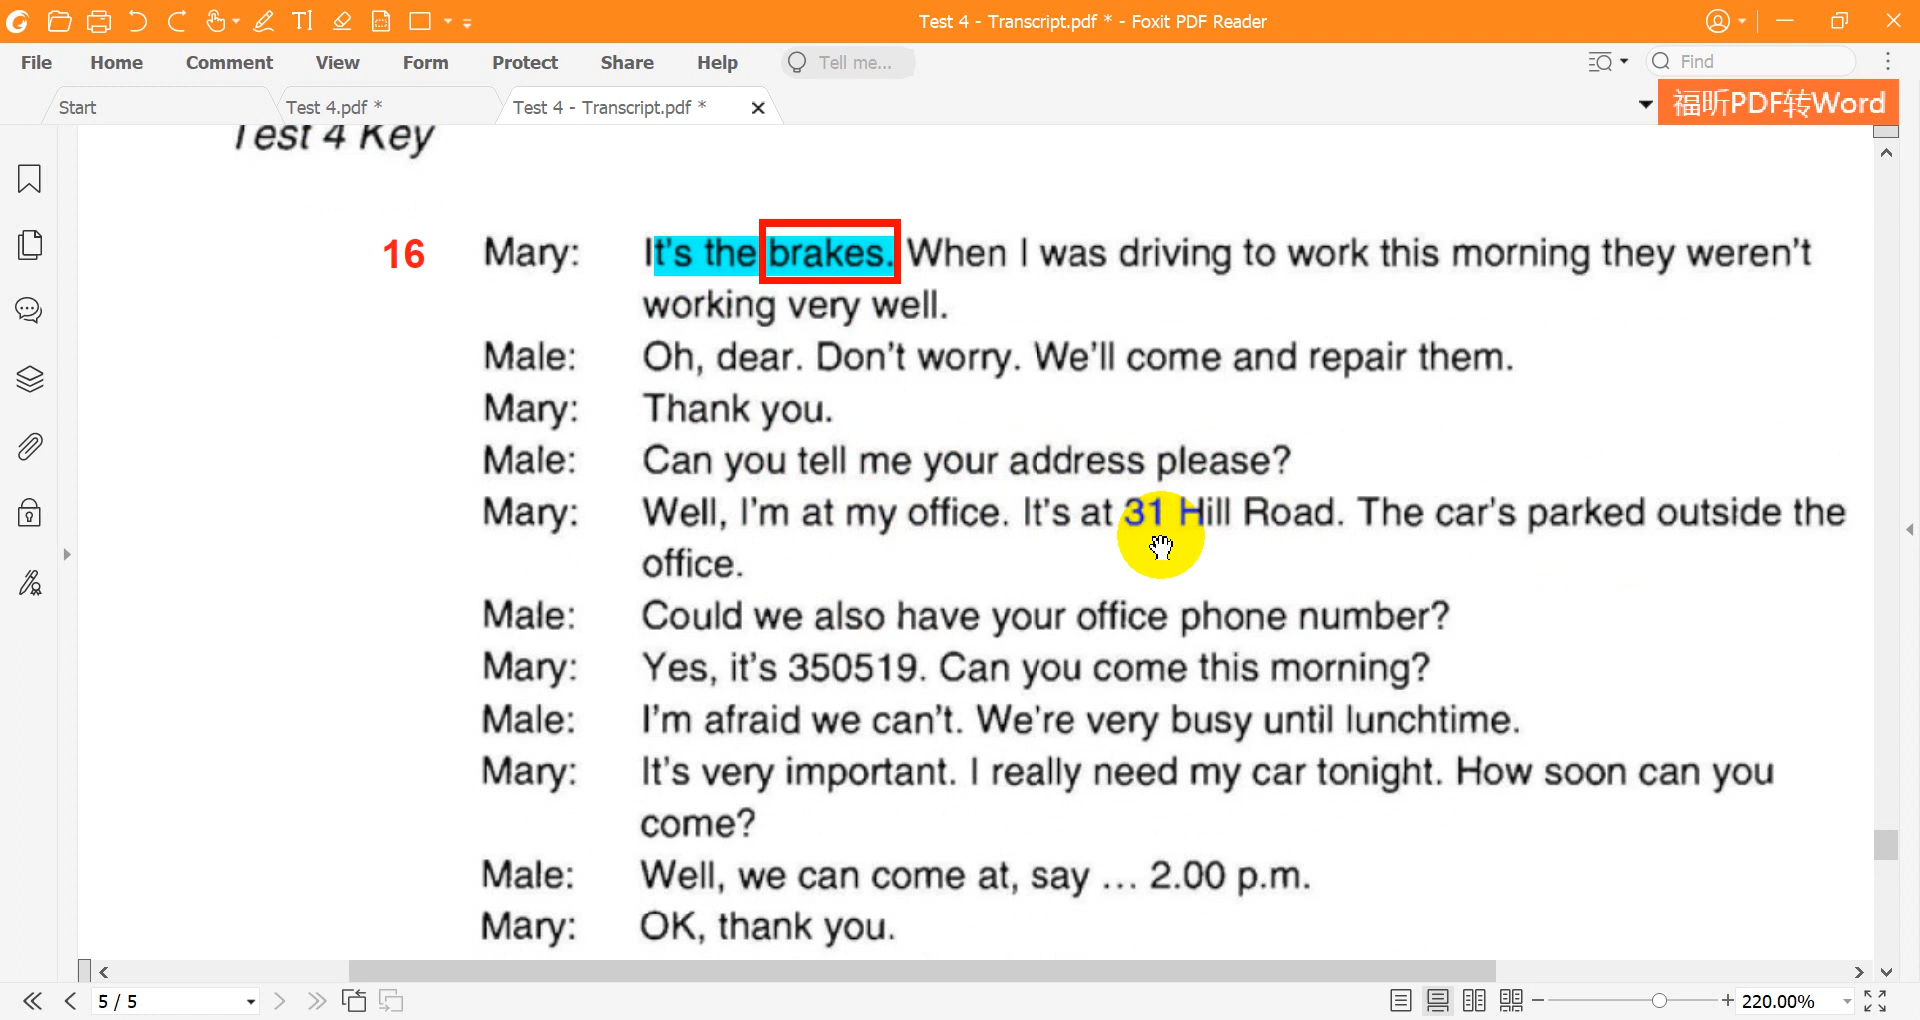 Test 4 - Transcript.pdf * - Foxit PDF Reader
File Home Comment View Form Protect Share Help Tell me... Find
Start Test 4.pdf * Test 4 - Transcript.pdf * 福昕PDF转Word
Test 4 Key
16 Mary: It's the brakes. When I was driving to work this morning they weren't
working very well.
Male: Oh, dear. Don't worry. We'll come and repair them.
Mary: Thank you.
Male: Can you tell me your address please?
Mary: Well, I'm at my office. It's at 31 Hill Road. The car's parked outside the
office.
Male: Could we also have your office phone number?
Mary: Yes, it's 350519. Can you come this morning?
Male: I'm afraid we can't. We're very busy until lunchtime.
Mary: It's very important. I really need my car tonight. How soon can you
come?
Male: Well, we can come at, say ... 2.00 p.m.
Mary: OK, thank you.
5 / 5 220.00%